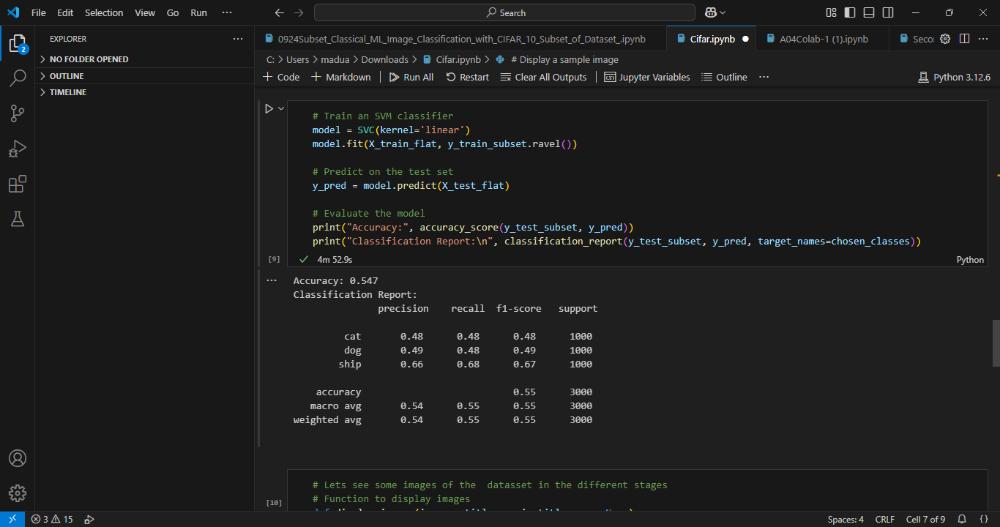 File Edit Selection View Go Run ··· Search
EXPLORER ···
2
NO FOLDER OPENED
OUTLINE
TIMELINE
0924Subset_Classical_ML_Image_Classification_with_CIFAR_10_Subset_of_Dataset_.ipynb Cifar.ipynb A04Colab-1 (1).ipynb Secon ···
C: > Users > madua > Downloads > Cifar.ipynb > # Display a sample image
+ Code + Markdown | Run All Restart Clear All Outputs | Jupyter Variables Outline ··· Python 3.12.6
# Train an SVM classifier
model = SVC(kernel='linear')
model.fit(X_train_flat, y_train_subset.ravel())
# Predict on the test set
y_pred = model.predict(X_test_flat)
# Evaluate the model
print("Accuracy:", accuracy_score(y_test_subset, y_pred))
print("Classification Report:\n", classification_report(y_test_subset, y_pred, target_names=chosen_classes))
[9] 4m 52.9s Python
··· Accuracy: 0.547
Classification Report:
precision recall f1-score support
cat 0.48 0.48 0.48 1000
dog 0.49 0.48 0.49 1000
ship 0.66 0.68 0.67 1000
accuracy 0.55 3000
macro avg 0.54 0.55 0.55 3000
weighted avg 0.54 0.55 0.55 3000
# Lets see some images of the  datasset in the different stages
# Function to display images
[10]
3 15 Spaces: 4 CRLF Cell 7 of 9 {}